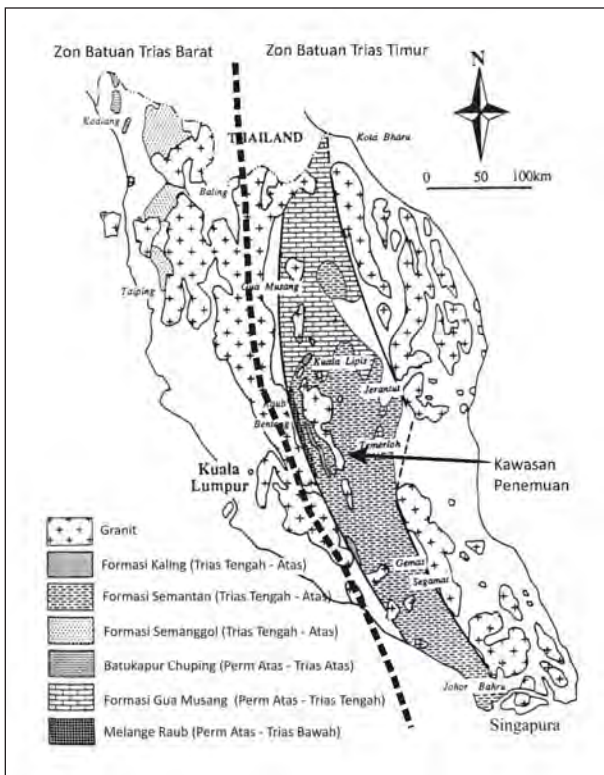 Zon Batuan Trias Barat
Zon Batuan Trias Timur
N
Kodiang
THAILAND
Kota Bharu
0 50 100km
Baling
Taiping
Gua Musang
Kuala Lipis
Jerantut
Raub
Bentong
Temerloh
Kuala
Lumpur
Kawasan
Penemuan
Gemas
Segamat
Johor Bahru
Singapura
Granit
Formasi Kaling (Trias Tengah - Atas)
Formasi Semantan (Trias Tengah - Atas)
Formasi Semanggol (Trias Tengah - Atas)
Batukapur Chuping (Perm Atas - Trias Atas)
Formasi Gua Musang (Perm Atas - Trias Tengah)
Melange Raub (Perm Atas - Trias Bawah)